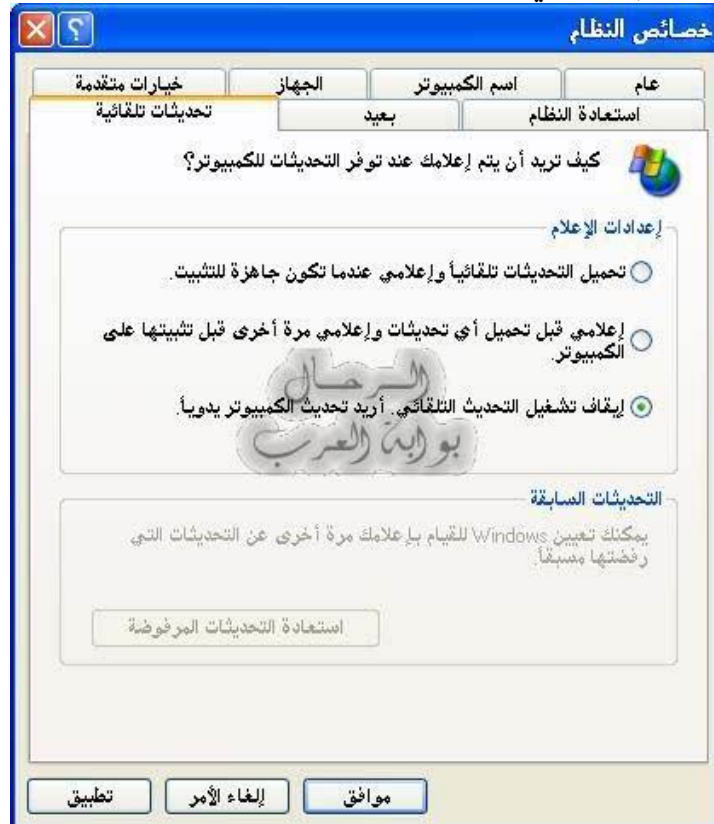 خصائص النظام
عام
اسم الكمبيوتر
الجهاز
خيارات متقدمة
استعادة النظام
بعيد
تحديثات تلقائية
كيف تريد أن يتم إعلامك عند توفر التحديثات للكمبيوتر؟
إعدادات الإعلام
تحميل التحديثات تلقائياً وإعلامي عندما تكون جاهزة للتثبيت.
إعلامي قبل تحميل أي تحديثات وإعلامي مرة أخرى قبل تثبيتها على
الكمبيوتر.
إيقاف تشغيل التحديث التلقائي. أريد تحديث الكمبيوتر يدوياً.
الرحال
بوابة العرب
التحديثات السابقة
يمكنك تعيين Windows للقيام بإعلامك مرة أخرى عن التحديثات التي
رفضتها مسبقاً.
استعادة التحديثات المرفوضة
موافق
إلغاء الأمر
تطبيق